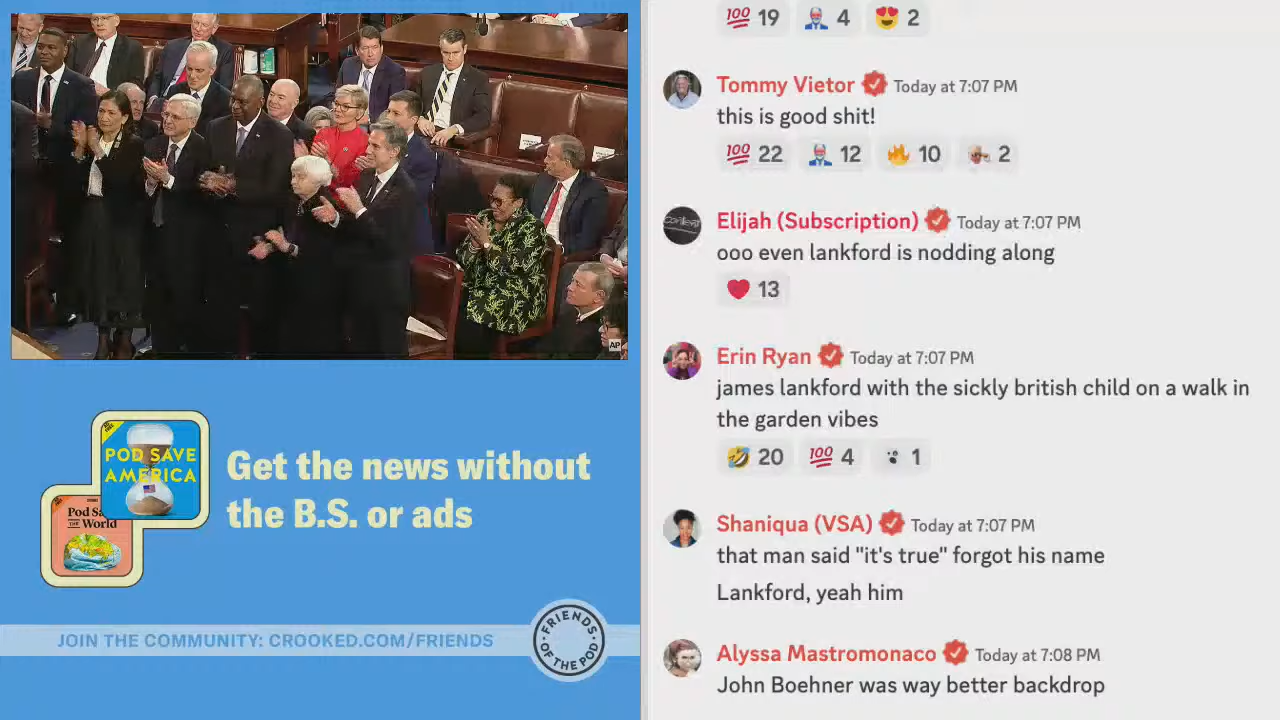 AP
POD SAVE
AMERICA
Pod Sa
THE World
Get the news without
the B.S. or ads
JOIN THE COMMUNITY: CROOKED.COM/FRIENDS
FRIENDS
OF THE POD
💯 19 4 😍 2
Tommy Vietor Today at 7:07 PM
this is good shit!
💯 22 12 🔥 10 2
content
Elijah (Subscription) Today at 7:07 PM
ooo even lankford is nodding along
❤️ 13
Erin Ryan Today at 7:07 PM
james lankford with the sickly british child on a walk in
the garden vibes
🤣 20 💯 4 1
Shaniqua (VSA) Today at 7:07 PM
that man said "it's true" forgot his name
Lankford, yeah him
Alyssa Mastromonaco Today at 7:08 PM
John Boehner was way better backdrop